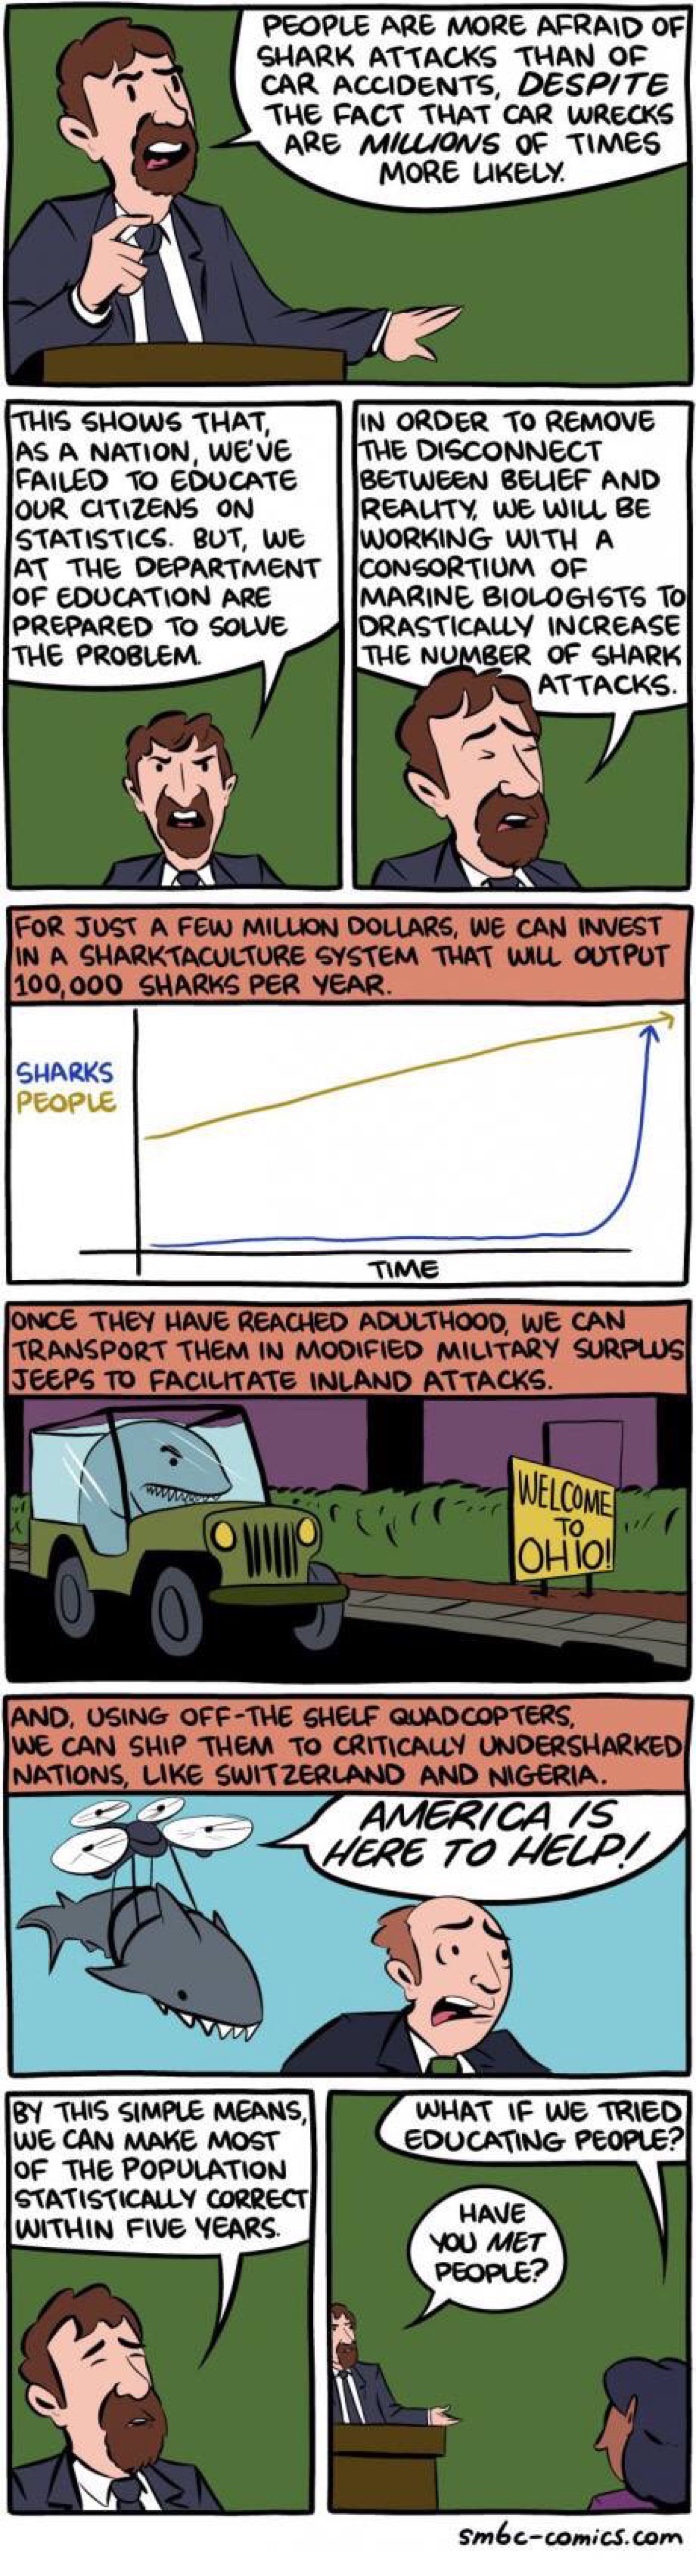 PEOPLE ARE MORE AFRAID OF
SHARK ATTACKS THAN OF
CAR ACCIDENTS, DESPITE
THE FACT THAT CAR WRECKS
ARE MILLIONS OF TIMES
MORE LIKELY.
THIS SHOWS THAT,
AS A NATION, WE'VE
FAILED TO EDUCATE
OUR CITIZENS ON
STATISTICS. BUT, WE
AT THE DEPARTMENT
OF EDUCATION ARE
PREPARED TO SOLVE
THE PROBLEM.
IN ORDER TO REMOVE
THE DISCONNECT
BETWEEN BELIEF AND
REALITY, WE WILL BE
WORKING WITH A
CONSORTIUM OF
MARINE BIOLOGISTS TO
DRASTICALLY INCREASE
THE NUMBER OF SHARK
ATTACKS.
FOR JUST A FEW MILLION DOLLARS, WE CAN INVEST
IN A SHARKTACULTURE SYSTEM THAT WILL OUTPUT
100,000 SHARKS PER YEAR.
SHARKS
PEOPLE
TIME
ONCE THEY HAVE REACHED ADULTHOOD, WE CAN
TRANSPORT THEM IN MODIFIED MILITARY SURPLUS
JEEPS TO FACILITATE INLAND ATTACKS.
WELCOME
TO
OHIO!
AND, USING OFF-THE SHELF QUADCOPTERS,
WE CAN SHIP THEM TO CRITICALLY UNDERSHARKED
NATIONS, LIKE SWITZERLAND AND NIGERIA.
AMERICA IS
HERE TO HELP!
BY THIS SIMPLE MEANS,
WE CAN MAKE MOST
OF THE POPULATION
STATISTICALLY CORRECT
WITHIN FIVE YEARS.
WHAT IF WE TRIED
EDUCATING PEOPLE?
HAVE
YOU MET
PEOPLE?
smbc-comics.com